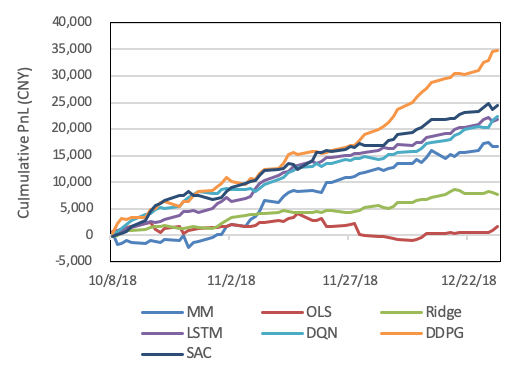 Culmulative PnL (CNY)
40,000
35,000
30,000
25,000
20,000
15,000
10,000
5,000
0
-5,000
10/8/18 11/2/18 11/27/18 12/22/18
MM OLS Ridge
LSTM DQN DDPG
SAC